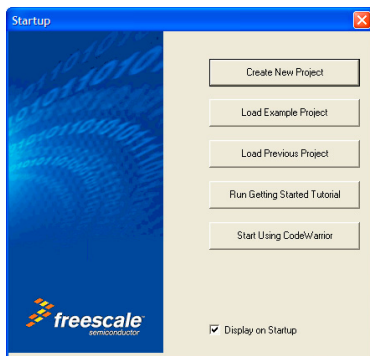 Startup
Create New Project
Load Example Project
Load Previous Project
Run Getting Started Tutorial
Start Using CodeWarrior
freescale™
semiconductor
Display on Startup